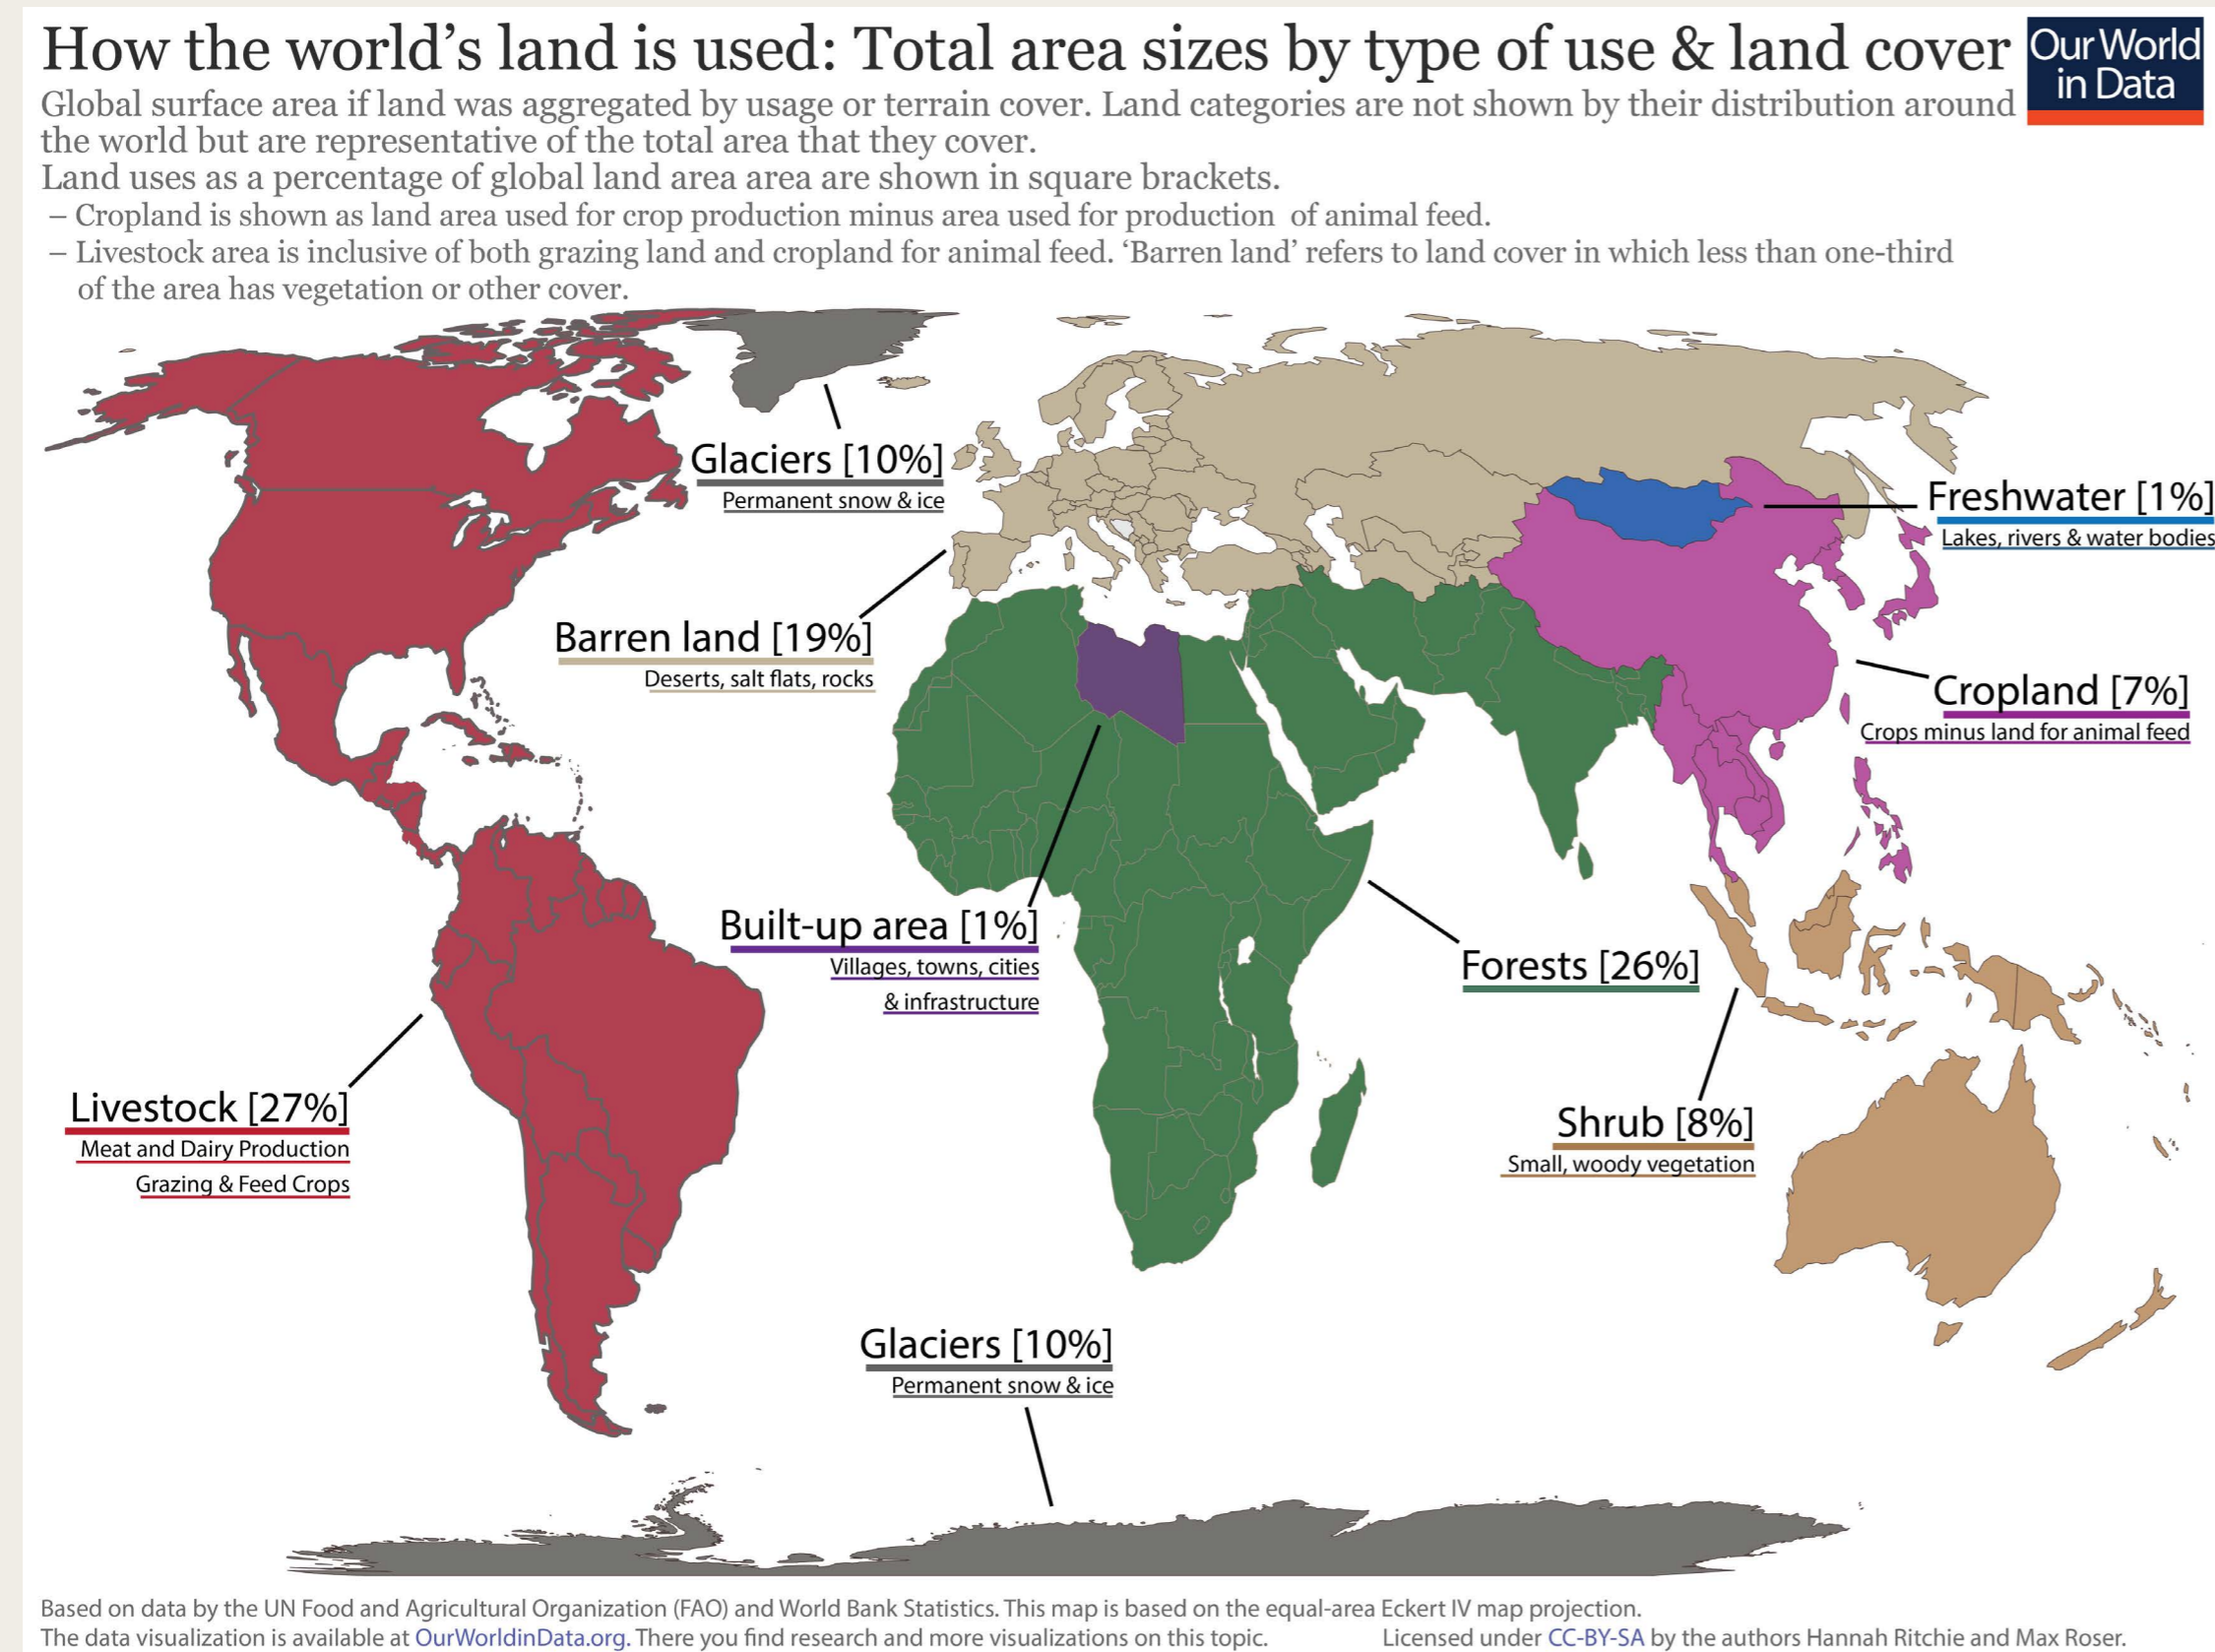 How the world's land is used: Total area sizes by type of use & land cover
Our World
in Data
Global surface area if land was aggregated by usage or terrain cover. Land categories are not shown by their distribution around
the world but are representative of the total area that they cover.
Land uses as a percentage of global land area area are shown in square brackets.
– Cropland is shown as land area used for crop production minus area used for production of animal feed.
– Livestock area is inclusive of both grazing land and cropland for animal feed. ‘Barren land’ refers to land cover in which less than one-third
of the area has vegetation or other cover.
Glaciers [10%]
Permanent snow & ice
Freshwater [1%]
Lakes, rivers & water bodies
Barren land [19%]
Deserts, salt flats, rocks
Cropland [7%]
Crops minus land for animal feed
Built-up area [1%]
Villages, towns, cities
& infrastructure
Forests [26%]
Livestock [27%]
Meat and Dairy Production
Grazing & Feed Crops
Shrub [8%]
Small, woody vegetation
Glaciers [10%]
Permanent snow & ice
Based on data by the UN Food and Agricultural Organization (FAO) and World Bank Statistics. This map is based on the equal-area Eckert IV map projection.
The data visualization is available at OurWorldinData.org. There you find research and more visualizations on this topic.
Licensed under CC-BY-SA by the authors Hannah Ritchie and Max Roser.